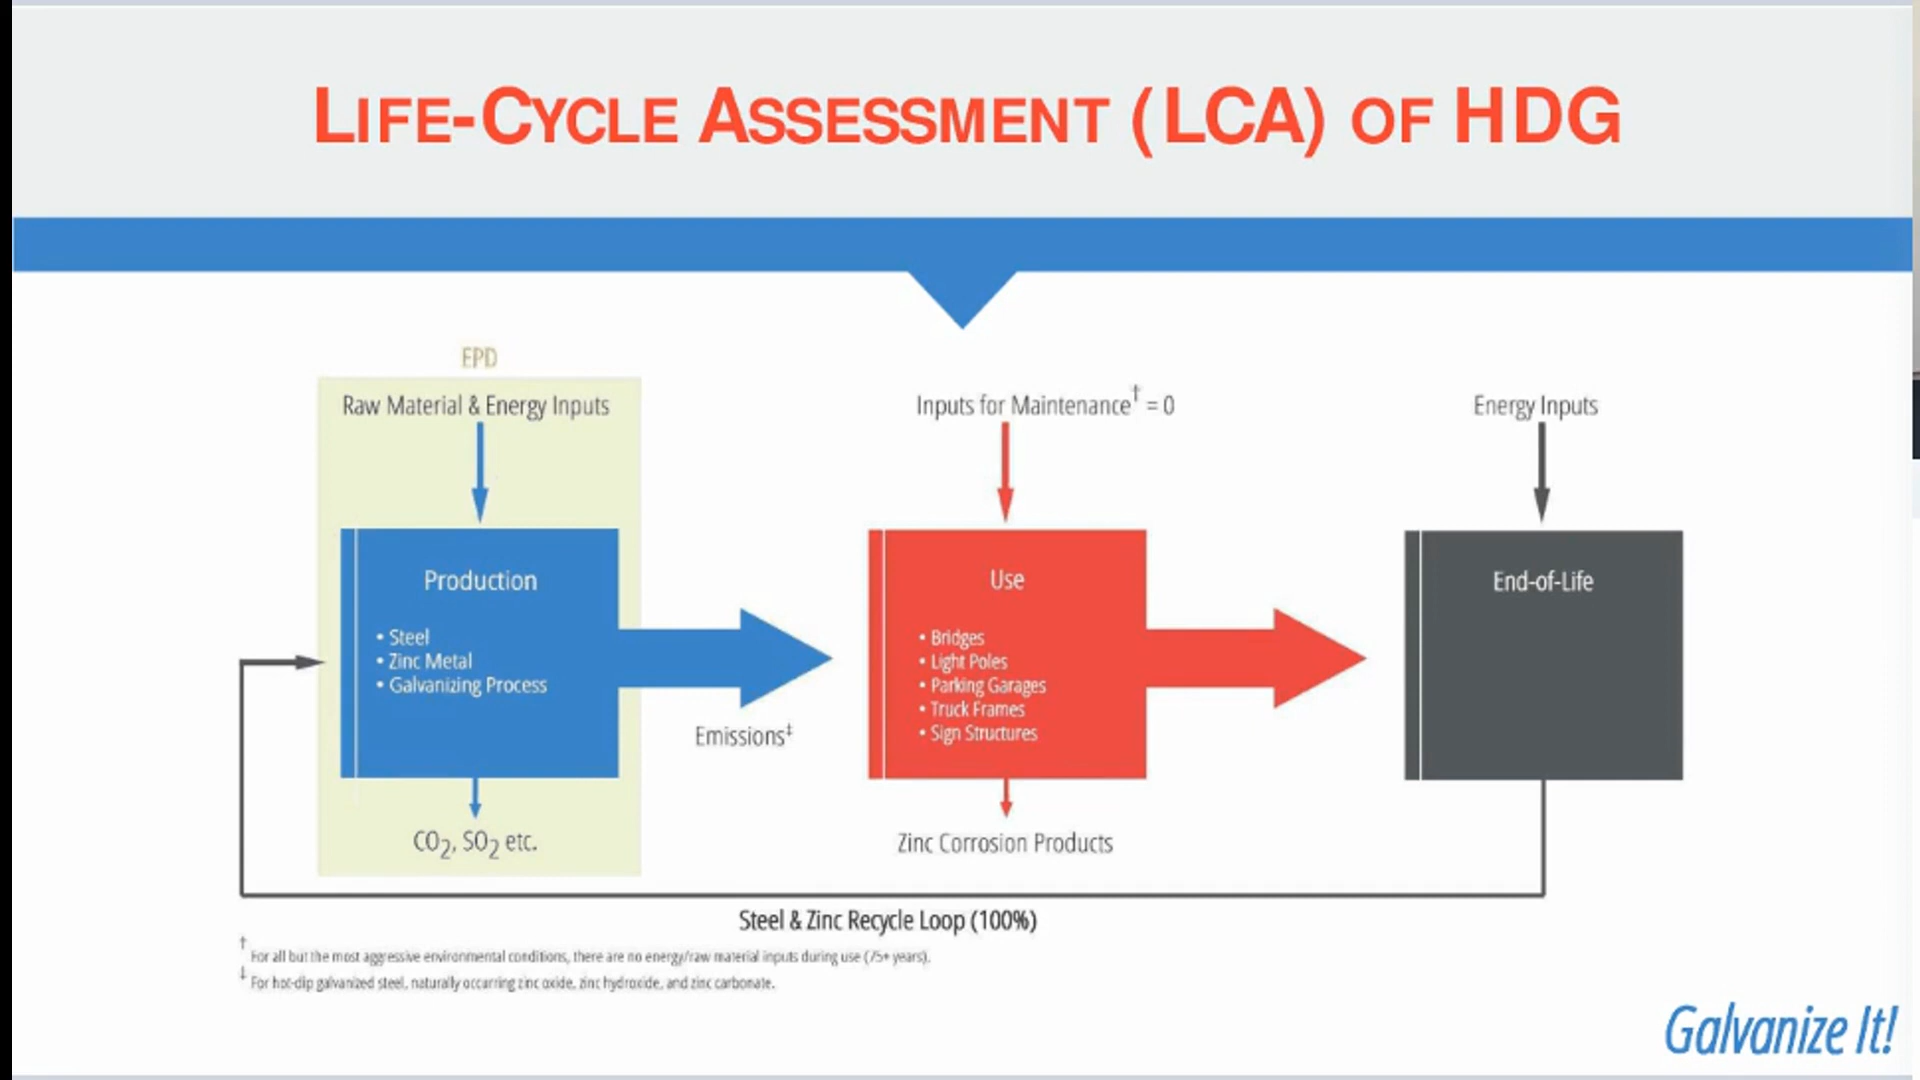 LIFE-CYCLE ASSESSMENT (LCA) OF HDG
EPD
Raw Material & Energy Inputs
Inputs for Maintenance† = 0
Energy Inputs
Production
• Steel
• Zinc Metal
• Galvanizing Process
Use
• Bridges
• Light Poles
• Parking Garages
• Truck Frames
• Sign Structures
End-of-Life
Emissions‡
CO2, SO2 etc.
Zinc Corrosion Products
Steel & Zinc Recycle Loop (100%)
† For all but the most aggressive environmental conditions, there are no energy/raw material inputs during use (75+ years).
‡ For hot-dip galvanized steel, naturally occurring zinc oxide, zinc hydroxide, and zinc carbonate.
Galvanize It!